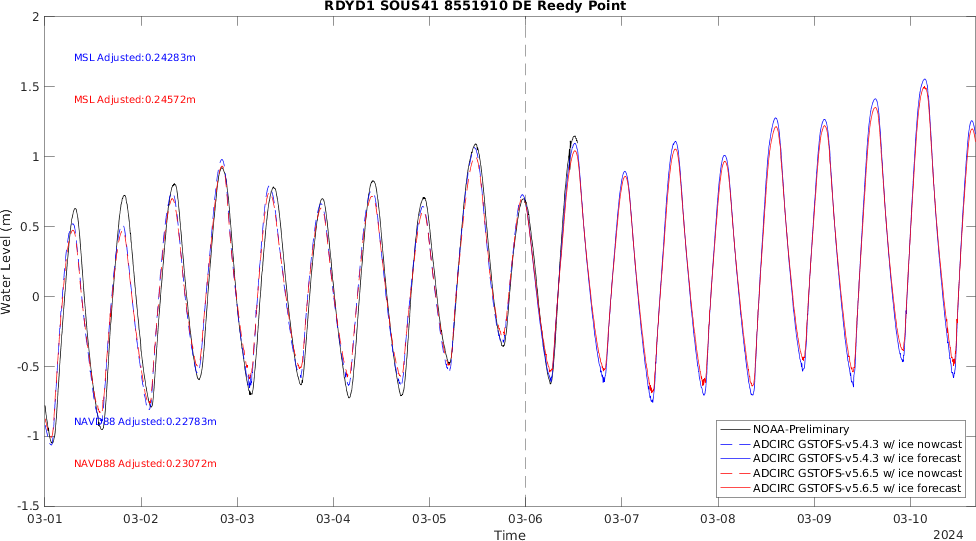 RDYD1 SOUS41 8551910 DE Reedy Point
2
1.5
1
0.5
0
-0.5
-1
-1.5
Water Level (m)
MSL Adjusted:0.24283m
MSL Adjusted:0.24572m
NAVD88 Adjusted:0.22783m
NAVD88 Adjusted:0.23072m
NOAA-Preliminary
ADCIRC GSTOFS-v5.4.3 w/ ice nowcast
ADCIRC GSTOFS-v5.4.3 w/ ice forecast
ADCIRC GSTOFS-v5.6.5 w/ ice nowcast
ADCIRC GSTOFS-v5.6.5 w/ ice forecast
03-01 03-02 03-03 03-04 03-05 03-06 03-07 03-08 03-09 03-10
Time
2024